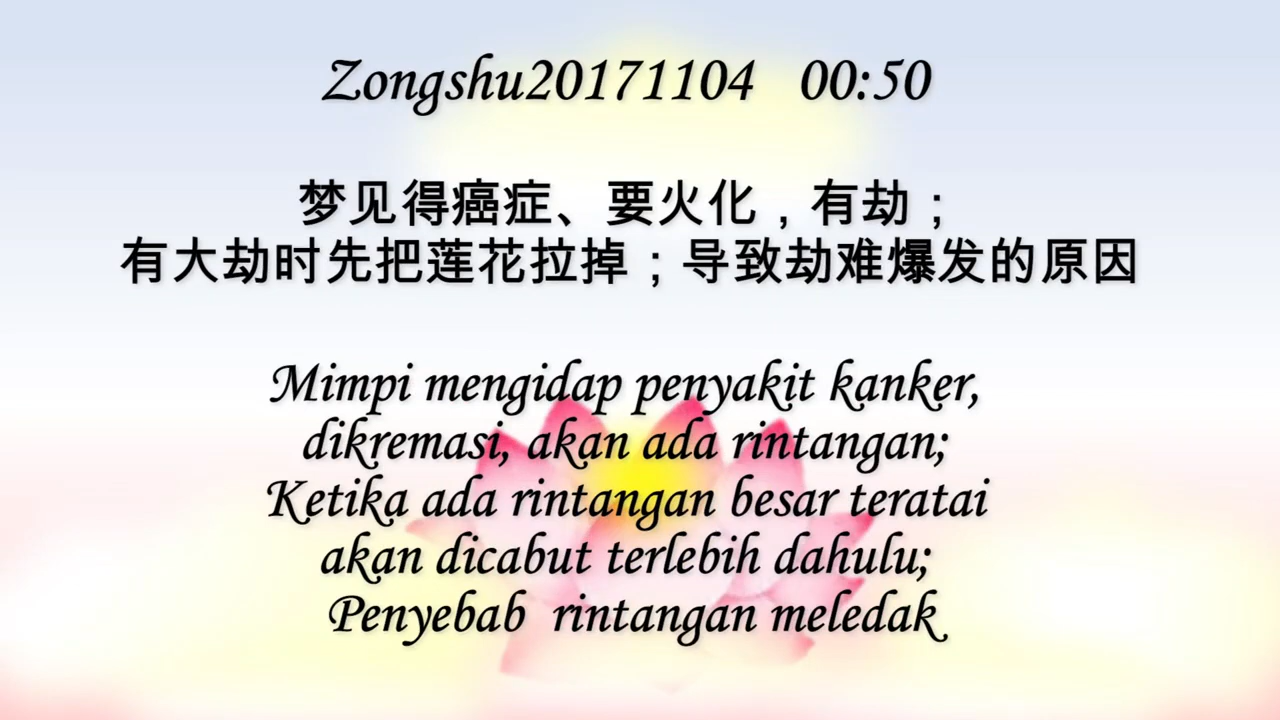 Zongshu20171104 00:50
梦见得癌症、要火化，有劫；
有大劫时先把莲花拉掉；导致劫难爆发的原因
Mimpi mengidap penyakit kanker,
dikremasi, akan ada rintangan;
Ketika ada rintangan besar teratai
akan dicabut terlebih dahulu;
Penyebab rintangan meledak